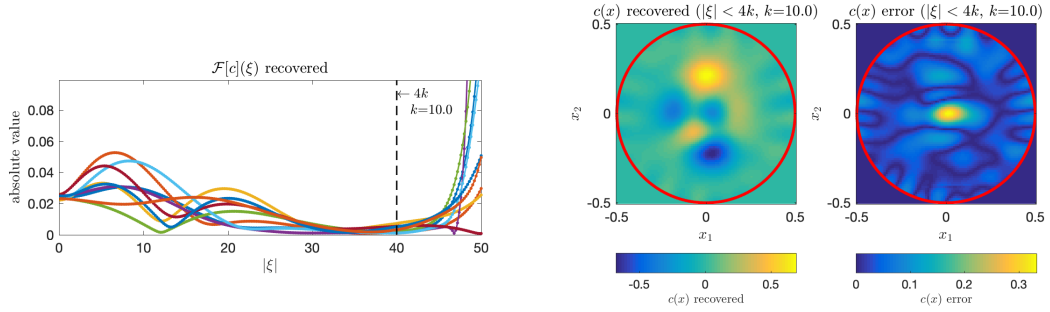 ℱ[c](ξ) recovered
absolute value
0.08
0.06
0.04
0.02
0
← 4k
k=10.0
0 10 20 30 40 50
|ξ|
c(x) recovered (|ξ| < 4k, k=10.0)
0.5
0
-0.5
x₂
-0.5 0 0.5
x₁
-0.5 0 0.5
c(x) recovered
c(x) error (|ξ| < 4k, k=10.0)
0.5
0
-0.5
x₂
-0.5 0 0.5
x₁
0 0.1 0.2 0.3
c(x) error